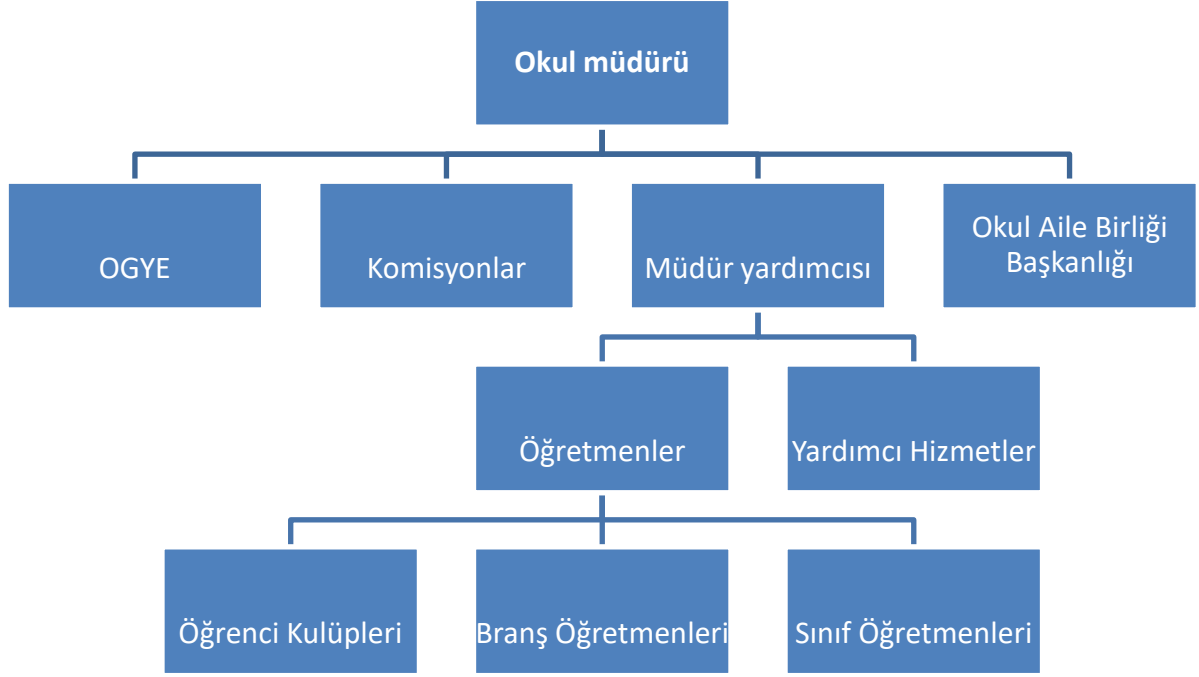 Okul müdürü
OGYE
Komisyonlar
Müdür yardımcısı
Okul Aile Birliği
Başkanlığı
Öğretmenler
Yardımcı Hizmetler
Öğrenci Kulüpleri
Branş Öğretmenleri
Sınıf Öğretmenleri